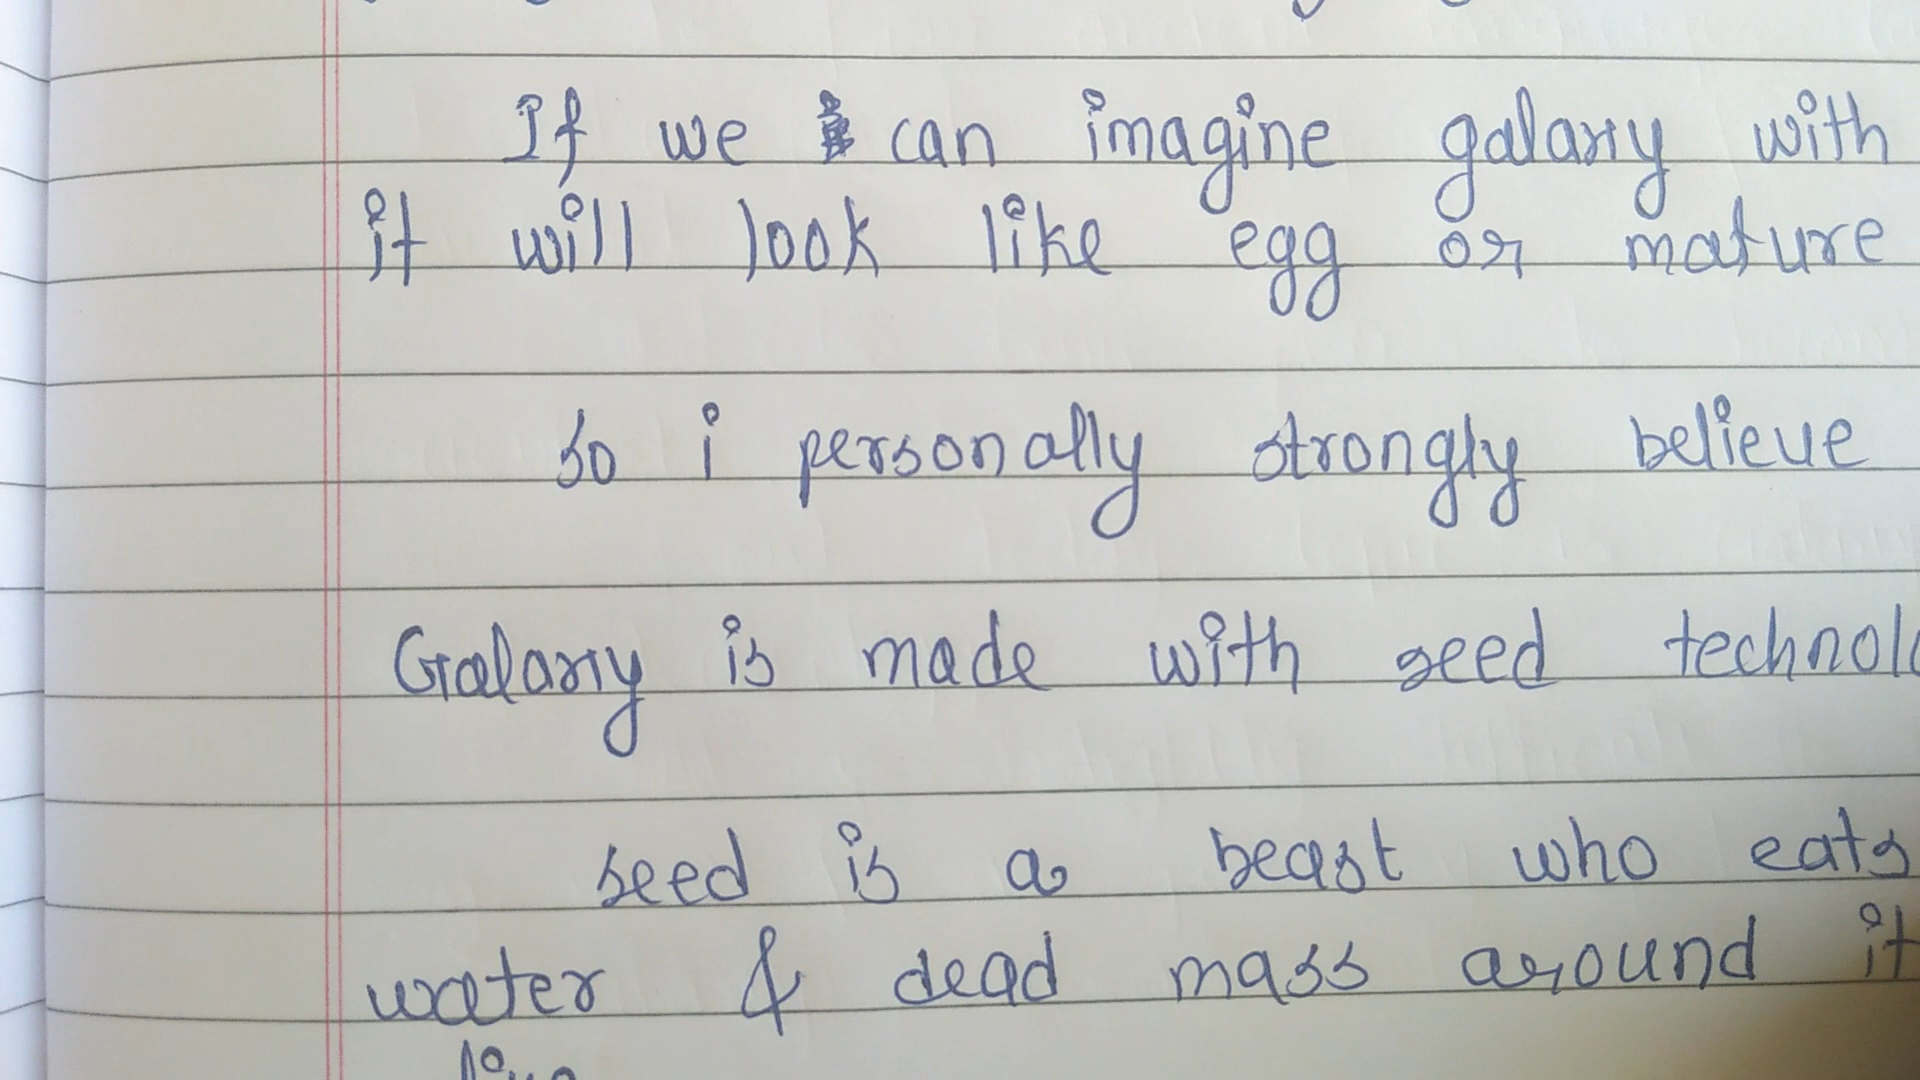 If we can imagine galaxy with
it will look like egg or mature
so i personally strongly believe
Galaxy is made with seed
seed is a beast who eats
water & dead mass around it